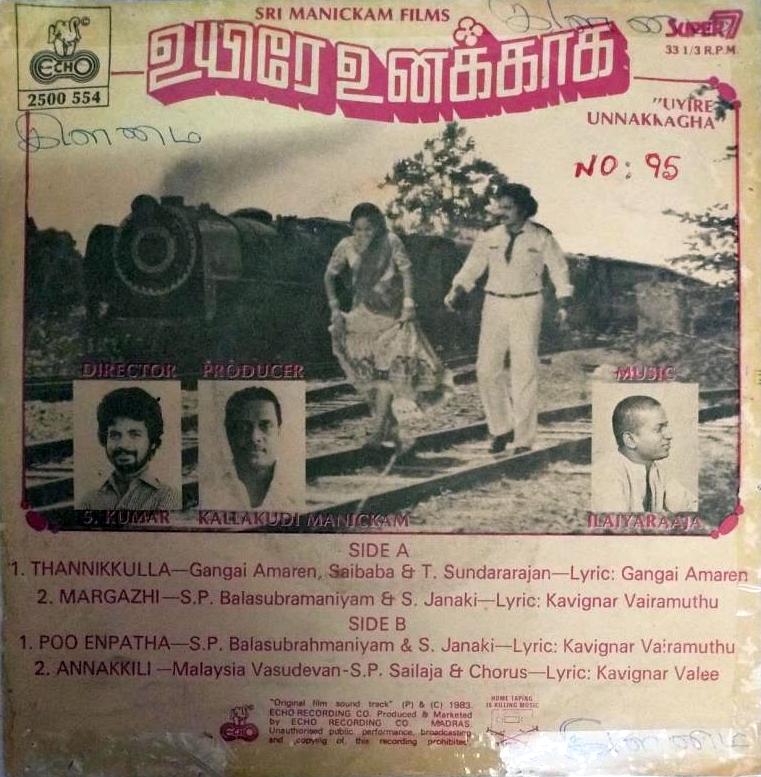 SRI MANICKAM FILMS
ECHO
2500 554
உயிரே உனக்காக
SUPER 7
33 1/3 R.P.M.
"UYIRE
UNNAKKAGHA"
இளமை
NO: 95
DIRECTOR PRODUCER MUSIC
S. KUMAR KALLAKUDI MANICKAM ILAIYARAAJA
SIDE A
1. THANNIKKULLA—Gangai Amaren, Saibaba & T. Sundararajan—Lyric: Gangai Amaren
2. MARGAZHI—S.P. Balasubramaniyam & S. Janaki—Lyric: Kavignar Vairamuthu
SIDE B
1. POO ENPATHA—S.P. Balasubrahmaniyam & S. Janaki—Lyric: Kavignar Vairamuthu
2. ANNAKKILI—Malaysia Vasudevan-S.P. Sailaja & Chorus—Lyric: Kavignar Valee
"Original film sound track" (P) & (C) 1983.
ECHO RECORDING CO. Produced & Marketed
by ECHO RECORDING CO. MADRAS.
Unauthorised public performance, broadcasting
and copying of this recording prohibited
HOME TAPING
IS KILLING MUSIC